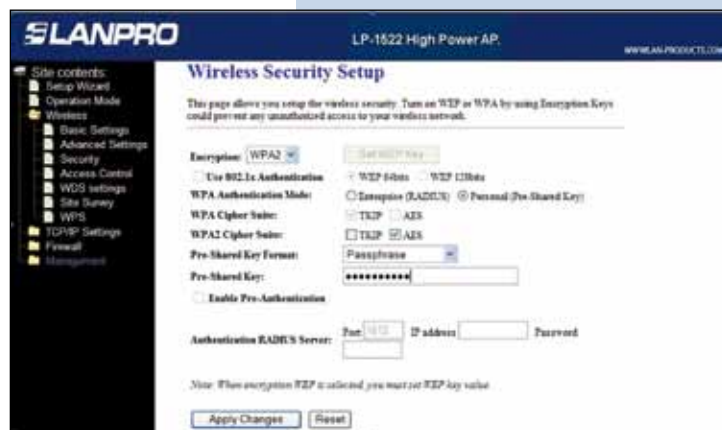 LANPRO
LP-1522 High Power AP.
WWW.LAN-PRODUCTS.COM
Site contents:
Setup Wizard
Operation Mode
Wireless
Basic Settings
Advanced Settings
Security
Access Control
WDS settings
Site Survey
WPS
TCP/IP Settings
Firewall
Management
Wireless Security Setup
This page allows you setup the wireless security. Turn on WEP or WPA by using Encryption Keys
could prevent any unauthorized access to your wireless network.
Encryption: WPA2 Set WEP Key
Use 802.1x Authentication WEP 64bits WEP 128bits
WPA Authentication Mode: Enterprise (RADIUS) Personal (Pre-Shared Key)
WPA Cipher Suite: TKIP AES
WPA2 Cipher Suite: TKIP AES
Pre-Shared Key Format: Passphrase
Pre-Shared Key: ••••••••••
Enable Pre-Authentication
Authentication RADIUS Server: Port 1812 IP address Password
Note: When encryption WEP is selected, you must set WEP key value.
Apply Changes Reset